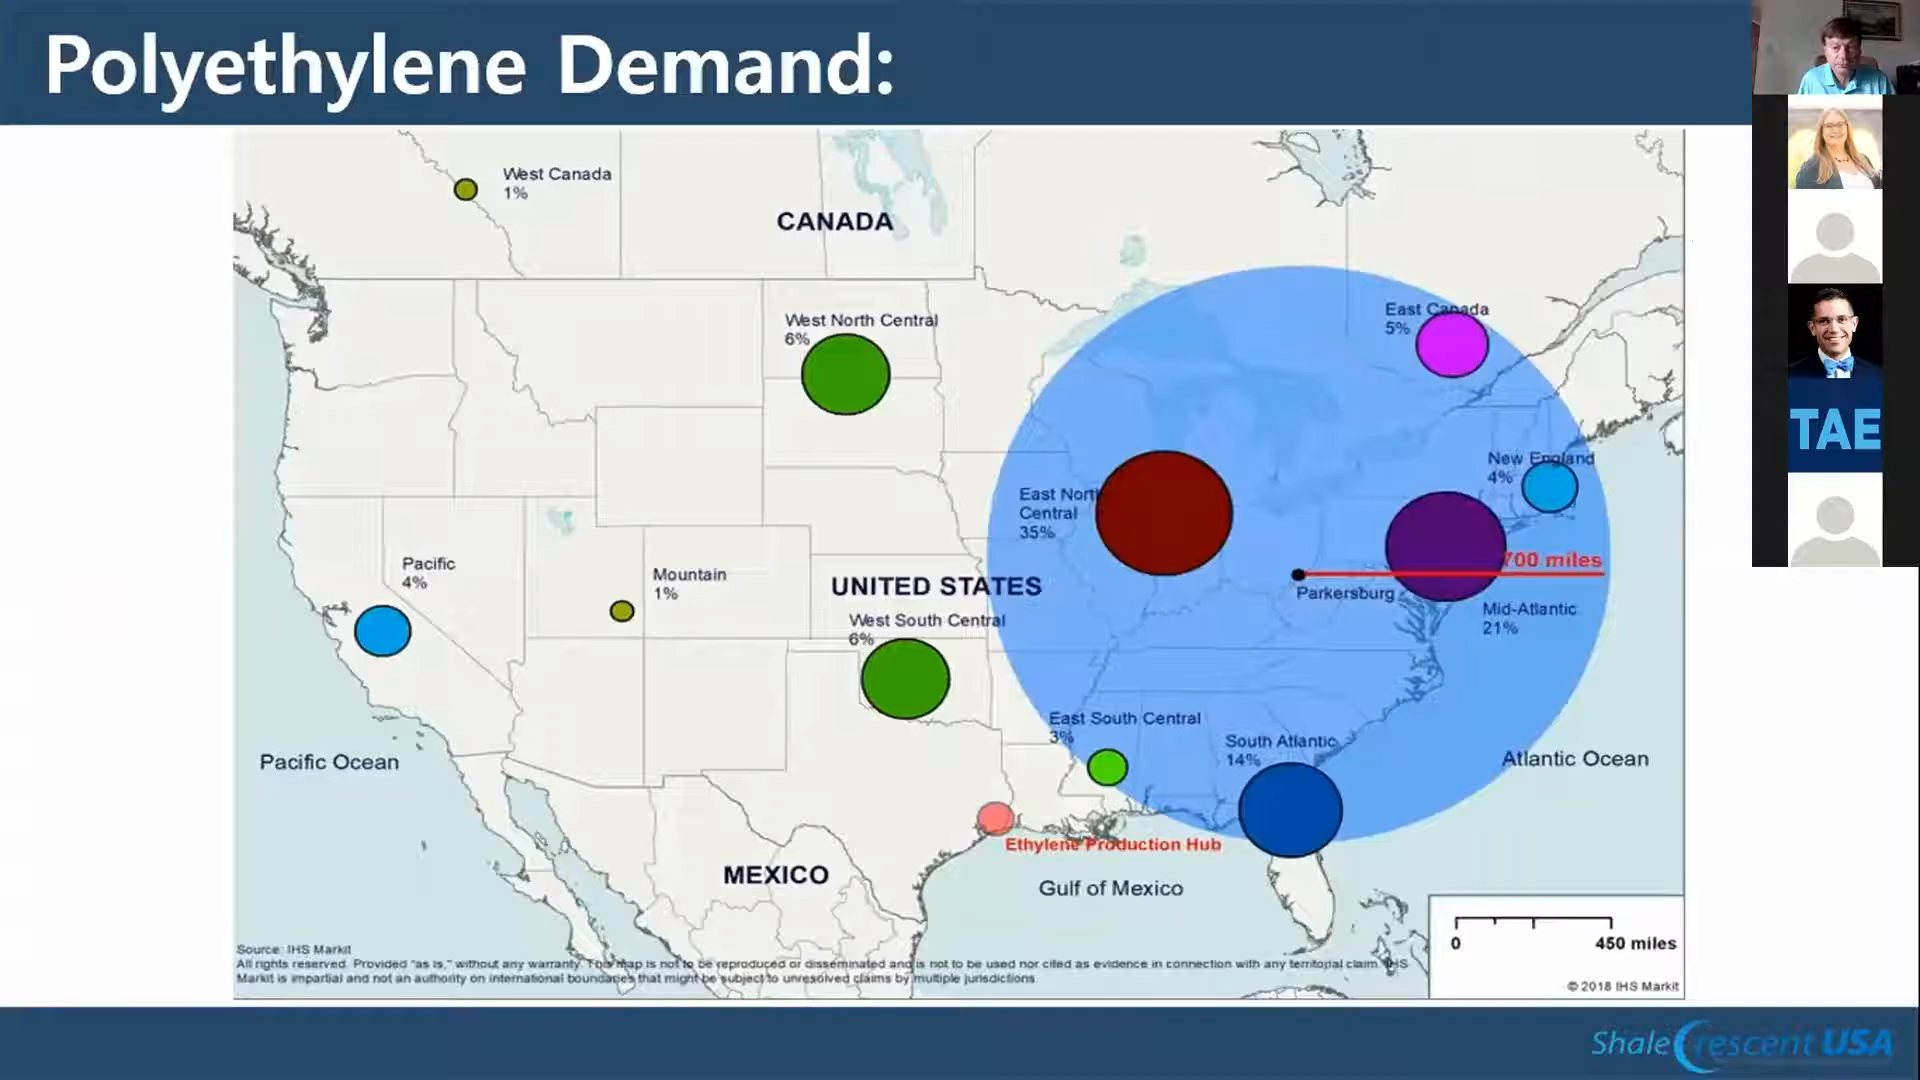 Polyethylene Demand:
West Canada
1%
CANADA
West North Central
6%
East Canada
5%
New England
4%
East North
Central
35%
700 miles
Parkersburg
Mid-Atlantic
21%
Pacific
4%
Mountain
1%
UNITED STATES
West South Central
6%
East South Central
3%
South Atlantic
14%
Pacific Ocean
Atlantic Ocean
Ethylene Production Hub
MEXICO
Gulf of Mexico
0 450 miles
Source: IHS Markit
All rights reserved. Provided "as is," without any warranty. This map is not to be reproduced or disseminated and is not to be used nor cited as evidence in connection with any territorial claim. IHS
Markit is impartial and not an authority on international boundaries that might be subject to unresolved claims by multiple jurisdictions.
© 2018 IHS Markit
Shale Crescent USA
TAE